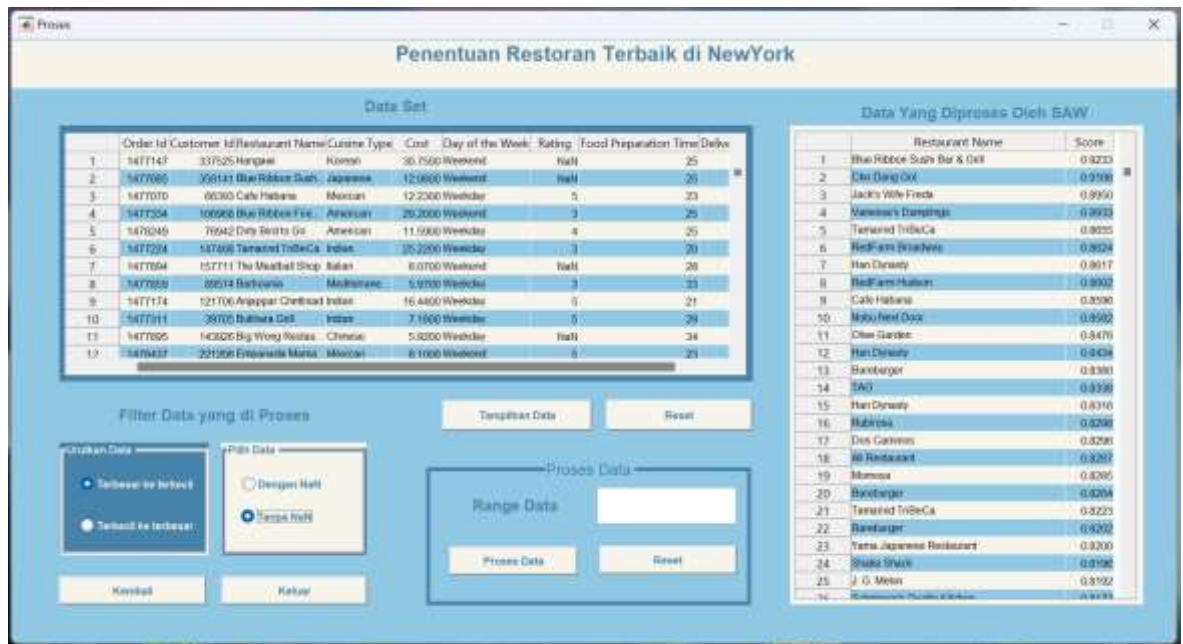 Proses
Penentuan Restoran Terbaik di NewYork
Data Set
Order Id Customer Id Restaurant Name Cuisine Type Cost Day of the Week Rating Food Preparation Time Delive
1 1477147 337525 Hangawi Korean 30.7500 Weekend NaN 25
2 1477685 358141 Blue Ribbon Sushi Japanese 12.0800 Weekend NaN 25
3 1477070 66393 Cafe Habana Mexican 12.2300 Weekday 5 23
4 1477334 106968 Blue Ribbon Frie... American 29.2000 Weekend 3 25
5 1478249 76942 Dirty Bird to Go American 11.5900 Weekday 4 25
6 1477224 147468 Tamarind TriBeCa Indian 25.2200 Weekday 3 20
7 1477894 157711 The Meatball Shop Italian 6.0700 Weekend NaN 28
8 1477859 89574 Barbounia Mediterrane... 5.9700 Weekday 3 33
9 1477174 121706 Anjappar Chettinad Indian 16.4400 Weekday 5 21
10 1477311 39705 Bukhara Grill Indian 7.1800 Weekday 5 29
11 1477895 143926 Big Wong Restau... Chinese 5.9200 Weekday NaN 34
12 1478437 221206 Empanada Mama Mexican 8.1000 Weekend 5 23
Filter Data yang di Proses
Tampilkan Data
Reset
Urutkan Data
Terbesar ke terkecil
Terkecil ke terbesar
Pilih Data
Dengan NaN
Tanpa NaN
Proses Data
Range Data
Proses Data
Reset
Kembali
Keluar
Data Yang Diproses Oleh SAW
Restaurant Name Score
1 Blue Ribbon Sushi Bar & Grill 0.9233
2 Cho Dang Gol 0.9108
3 Jack's Wife Freda 0.8950
4 Vanessa's Dumplings 0.8933
5 Tamarind TriBeCa 0.8655
6 RedFarm Broadway 0.8624
7 Han Dynasty 0.8617
8 RedFarm Hudson 0.8602
9 Cafe Habana 0.8596
10 Nobu Next Door 0.8582
11 Olive Garden 0.8476
12 Han Dynasty 0.8434
13 Bareburger 0.8380
14 TAO 0.8338
15 Han Dynasty 0.8316
16 Rubirosa 0.8298
17 Dos Caminos 0.8296
18 Restaurant 0.8287
19 Momoya 0.8285
20 Bareburger 0.8264
21 Tamarind TriBeCa 0.8223
22 Bareburger 0.8202
23 Yama Japanese Restaurant 0.8200
24 Shake Shack 0.8196
25 J. G. Melon 0.8192